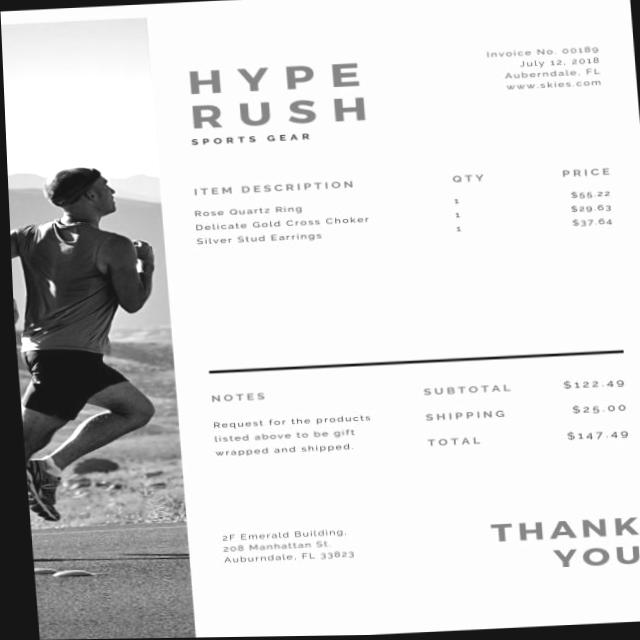 HYPE
RUSH
SPORTS GEAR
Invoice No. 00189
July 12, 2018
Auberndale, FL
www.skies.com
ITEM DESCRIPTION QTY PRICE
Rose Quartz Ring 1 $55.22
Delicate Gold Cross Choker 1 $29.63
Silver Stud Earrings 1 $37.64
NOTES
Request for the products
listed above to be gift
wrapped and shipped.
SUBTOTAL $122.49
SHIPPING $25.00
TOTAL $147.49
2F Emerald Building,
208 Manhattan St.
Auburndale, FL 33823
THANK
YOU